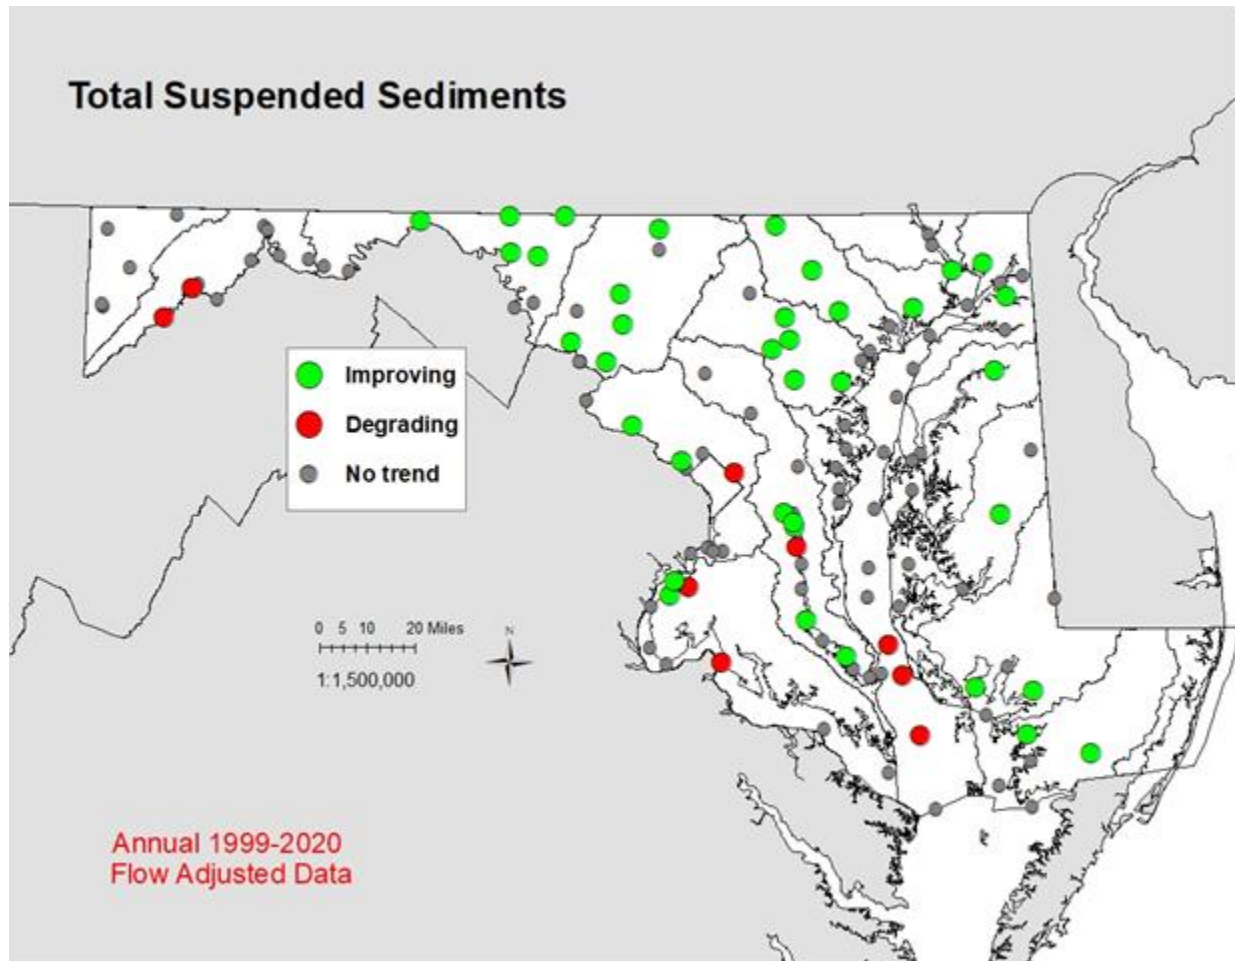 Total Suspended Sediments
Improving
Degrading
No trend
0 5 10 20 Miles
1:1,500,000
N
Annual 1999-2020
Flow Adjusted Data